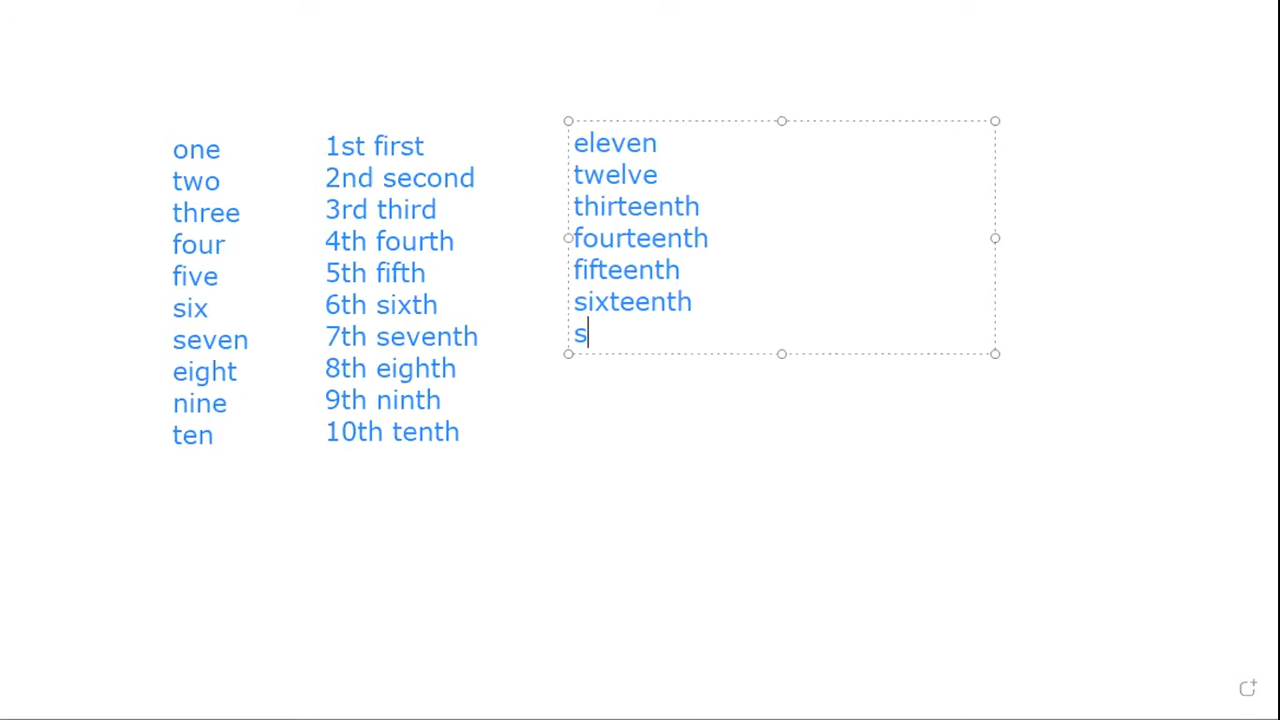 one
two
three
four
five
six
seven
eight
nine
ten
1st first
2nd second
3rd third
4th fourth
5th fifth
6th sixth
7th seventh
8th eighth
9th ninth
10th tenth
eleven
twelve
thirteenth
fourteenth
fifteenth
sixteenth
s